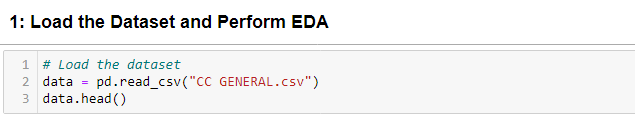 1: Load the Dataset and Perform EDA
1 # Load the dataset
2 data = pd.read_csv("CC GENERAL.csv")
3 data.head()